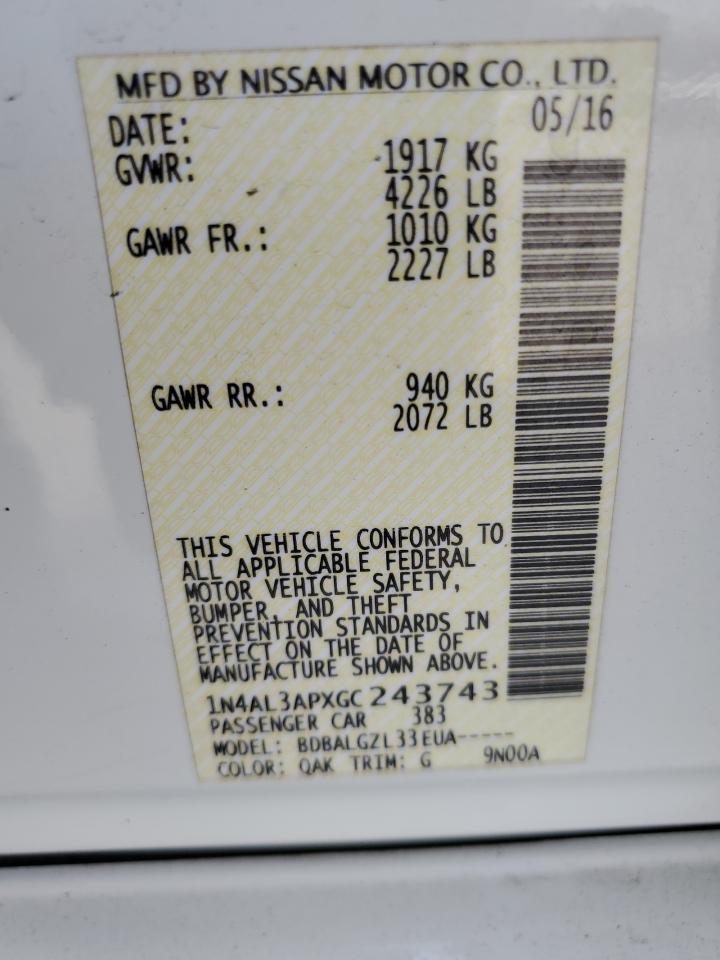 MFD BY NISSAN MOTOR CO., LTD.
DATE: 05/16
GVWR: 1917 KG
4226 LB
GAWR FR.: 1010 KG
2227 LB
GAWR RR.: 940 KG
2072 LB
THIS VEHICLE CONFORMS TO
ALL APPLICABLE FEDERAL
MOTOR VEHICLE SAFETY,
BUMPER, AND THEFT
PREVENTION STANDARDS IN
EFFECT ON THE DATE OF
MANUFACTURE SHOWN ABOVE.
1N4AL3APXGC243743
PASSENGER CAR 383
MODEL: BDBALGZL33EUA-----
COLOR: QAK TRIM: G 9N00A